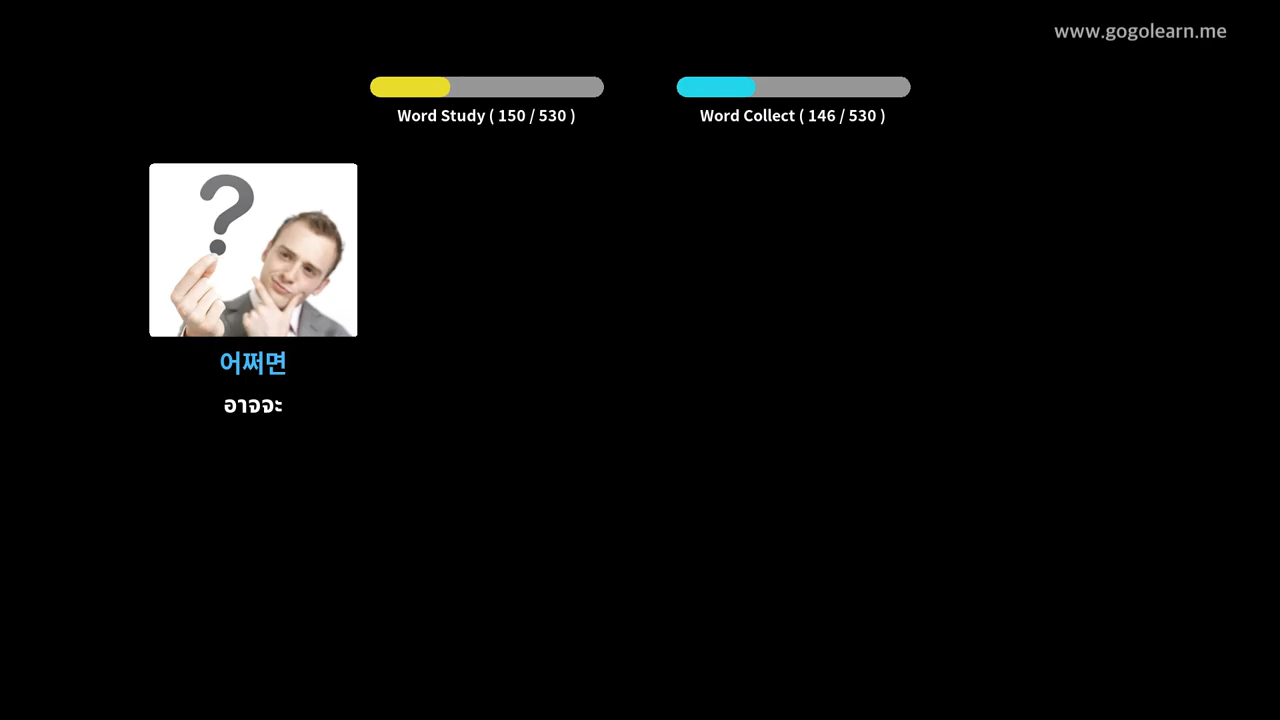 www.gogolearn.me
Word Study ( 150 / 530 )
Word Collect ( 146 / 530 )
?
어쩌면
อาจจะ